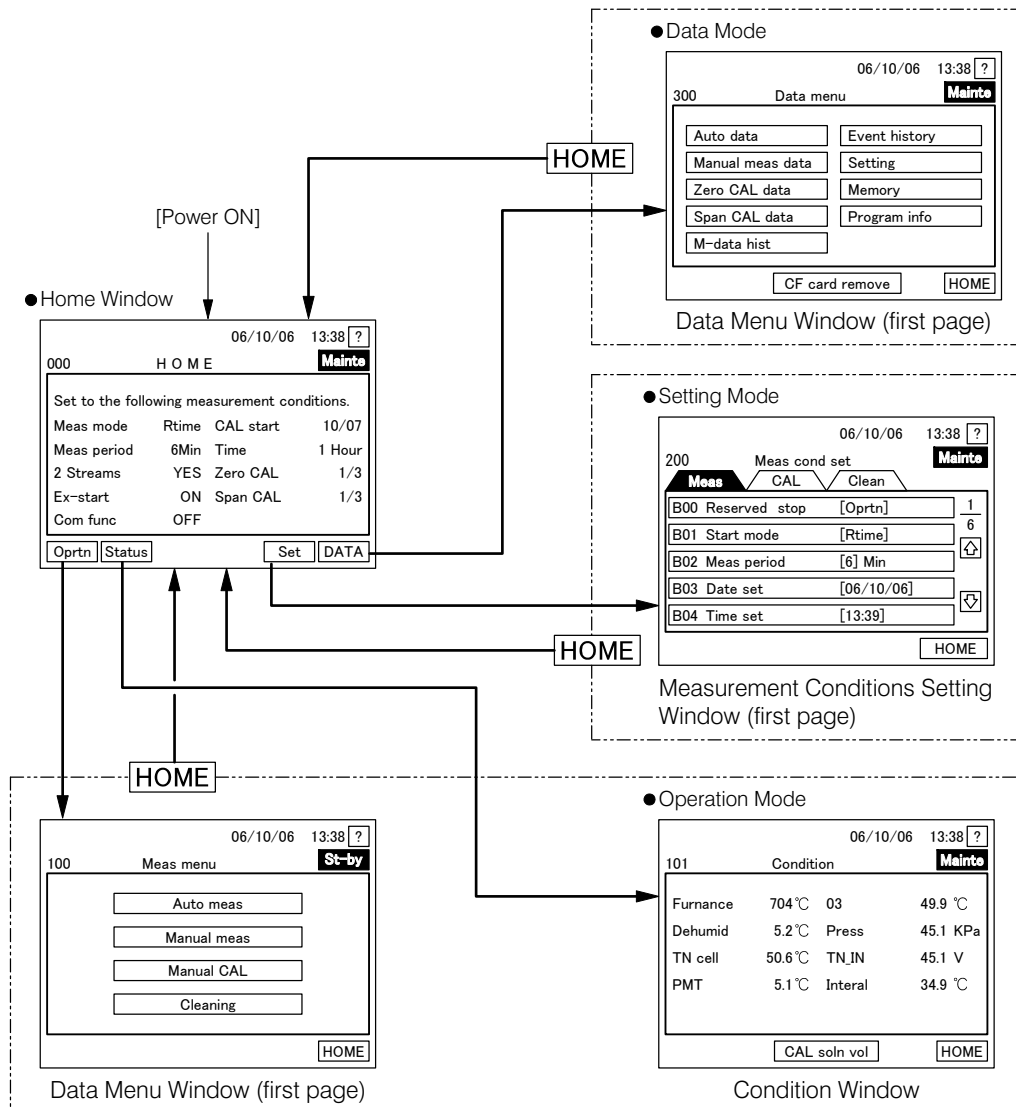 ●Data Mode
06/10/06 13:38 ?
300 Data menu Mainte
Auto data Event history
Manual meas data Setting
Zero CAL data Memory
Span CAL data Program info
M-data hist
CF card remove HOME
Data Menu Window (first page)
HOME
[Power ON]
●Home Window
06/10/06 13:38 ?
000 H O M E Mainte
Set to the following measurement conditions.
Meas mode Rtime CAL start 10/07
Meas period 6Min Time 1 Hour
2 Streams YES Zero CAL 1/3
Ex-start ON Span CAL 1/3
Com func OFF
Oprtn Status Set DATA
●Setting Mode
06/10/06 13:38 ?
200 Meas cond set Mainte
Meas CAL Clean
B00 Reserved stop [Oprtn] 1
6
B01 Start mode [Rtime]
B02 Meas period [6] Min
B03 Date set [06/10/06]
B04 Time set [13:39]
HOME
Measurement Conditions Setting
Window (first page)
HOME
HOME
06/10/06 13:38 ?
100 Meas menu St-by
Auto meas
Manual meas
Manual CAL
Cleaning
HOME
Data Menu Window (first page)
●Operation Mode
06/10/06 13:38 ?
101 Condition Mainte
Furnance 704℃ 03 49.9 ℃
Dehumid 5.2℃ Press 45.1 KPa
TN cell 50.6℃ TN_IN 45.1 V
PMT 5.1℃ Interal 34.9 ℃
CAL soln vol HOME
Condition Window